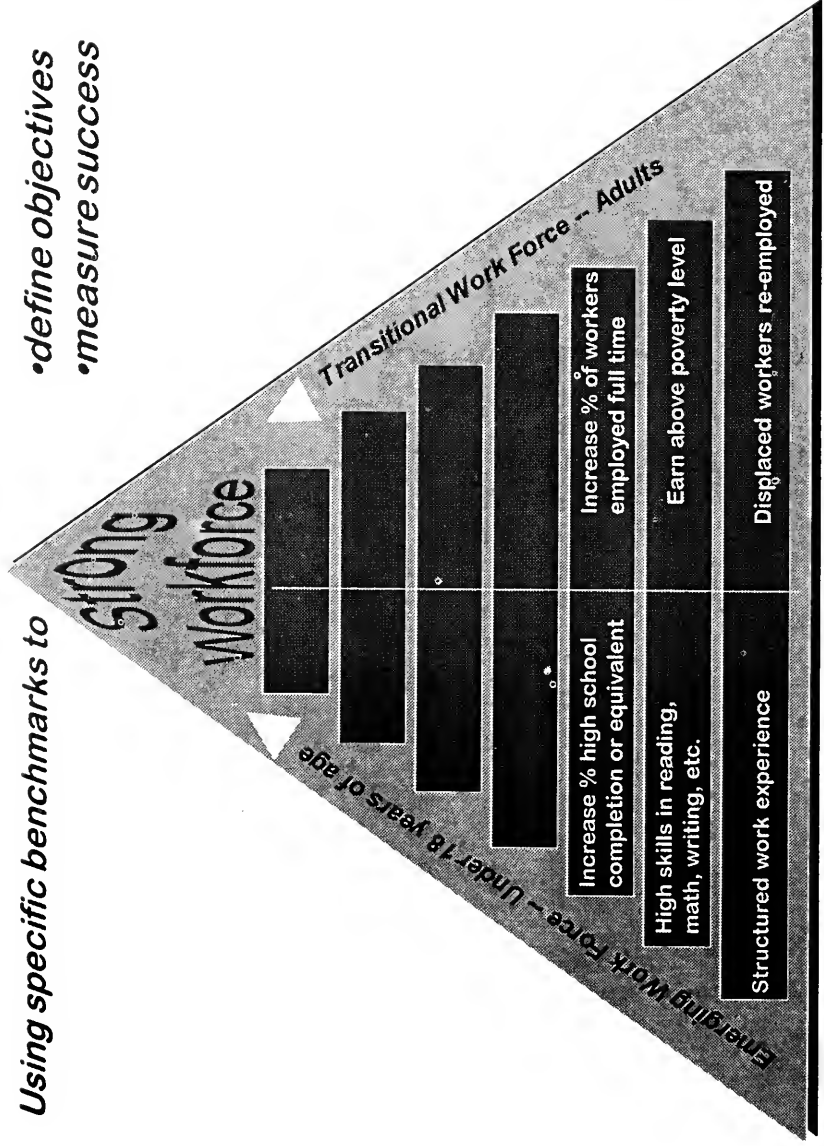 Using specific benchmarks to
•define objectives
•measure success
Strong
Workforce
Emerging Work Force -- Under 18 years of age
Transitional Work Force -- Adults
Increase % high school
completion or equivalent
Increase % of workers
employed full time
High skills in reading,
math, writing, etc.
Earn above poverty level
Structured work experience
Displaced workers re-employed